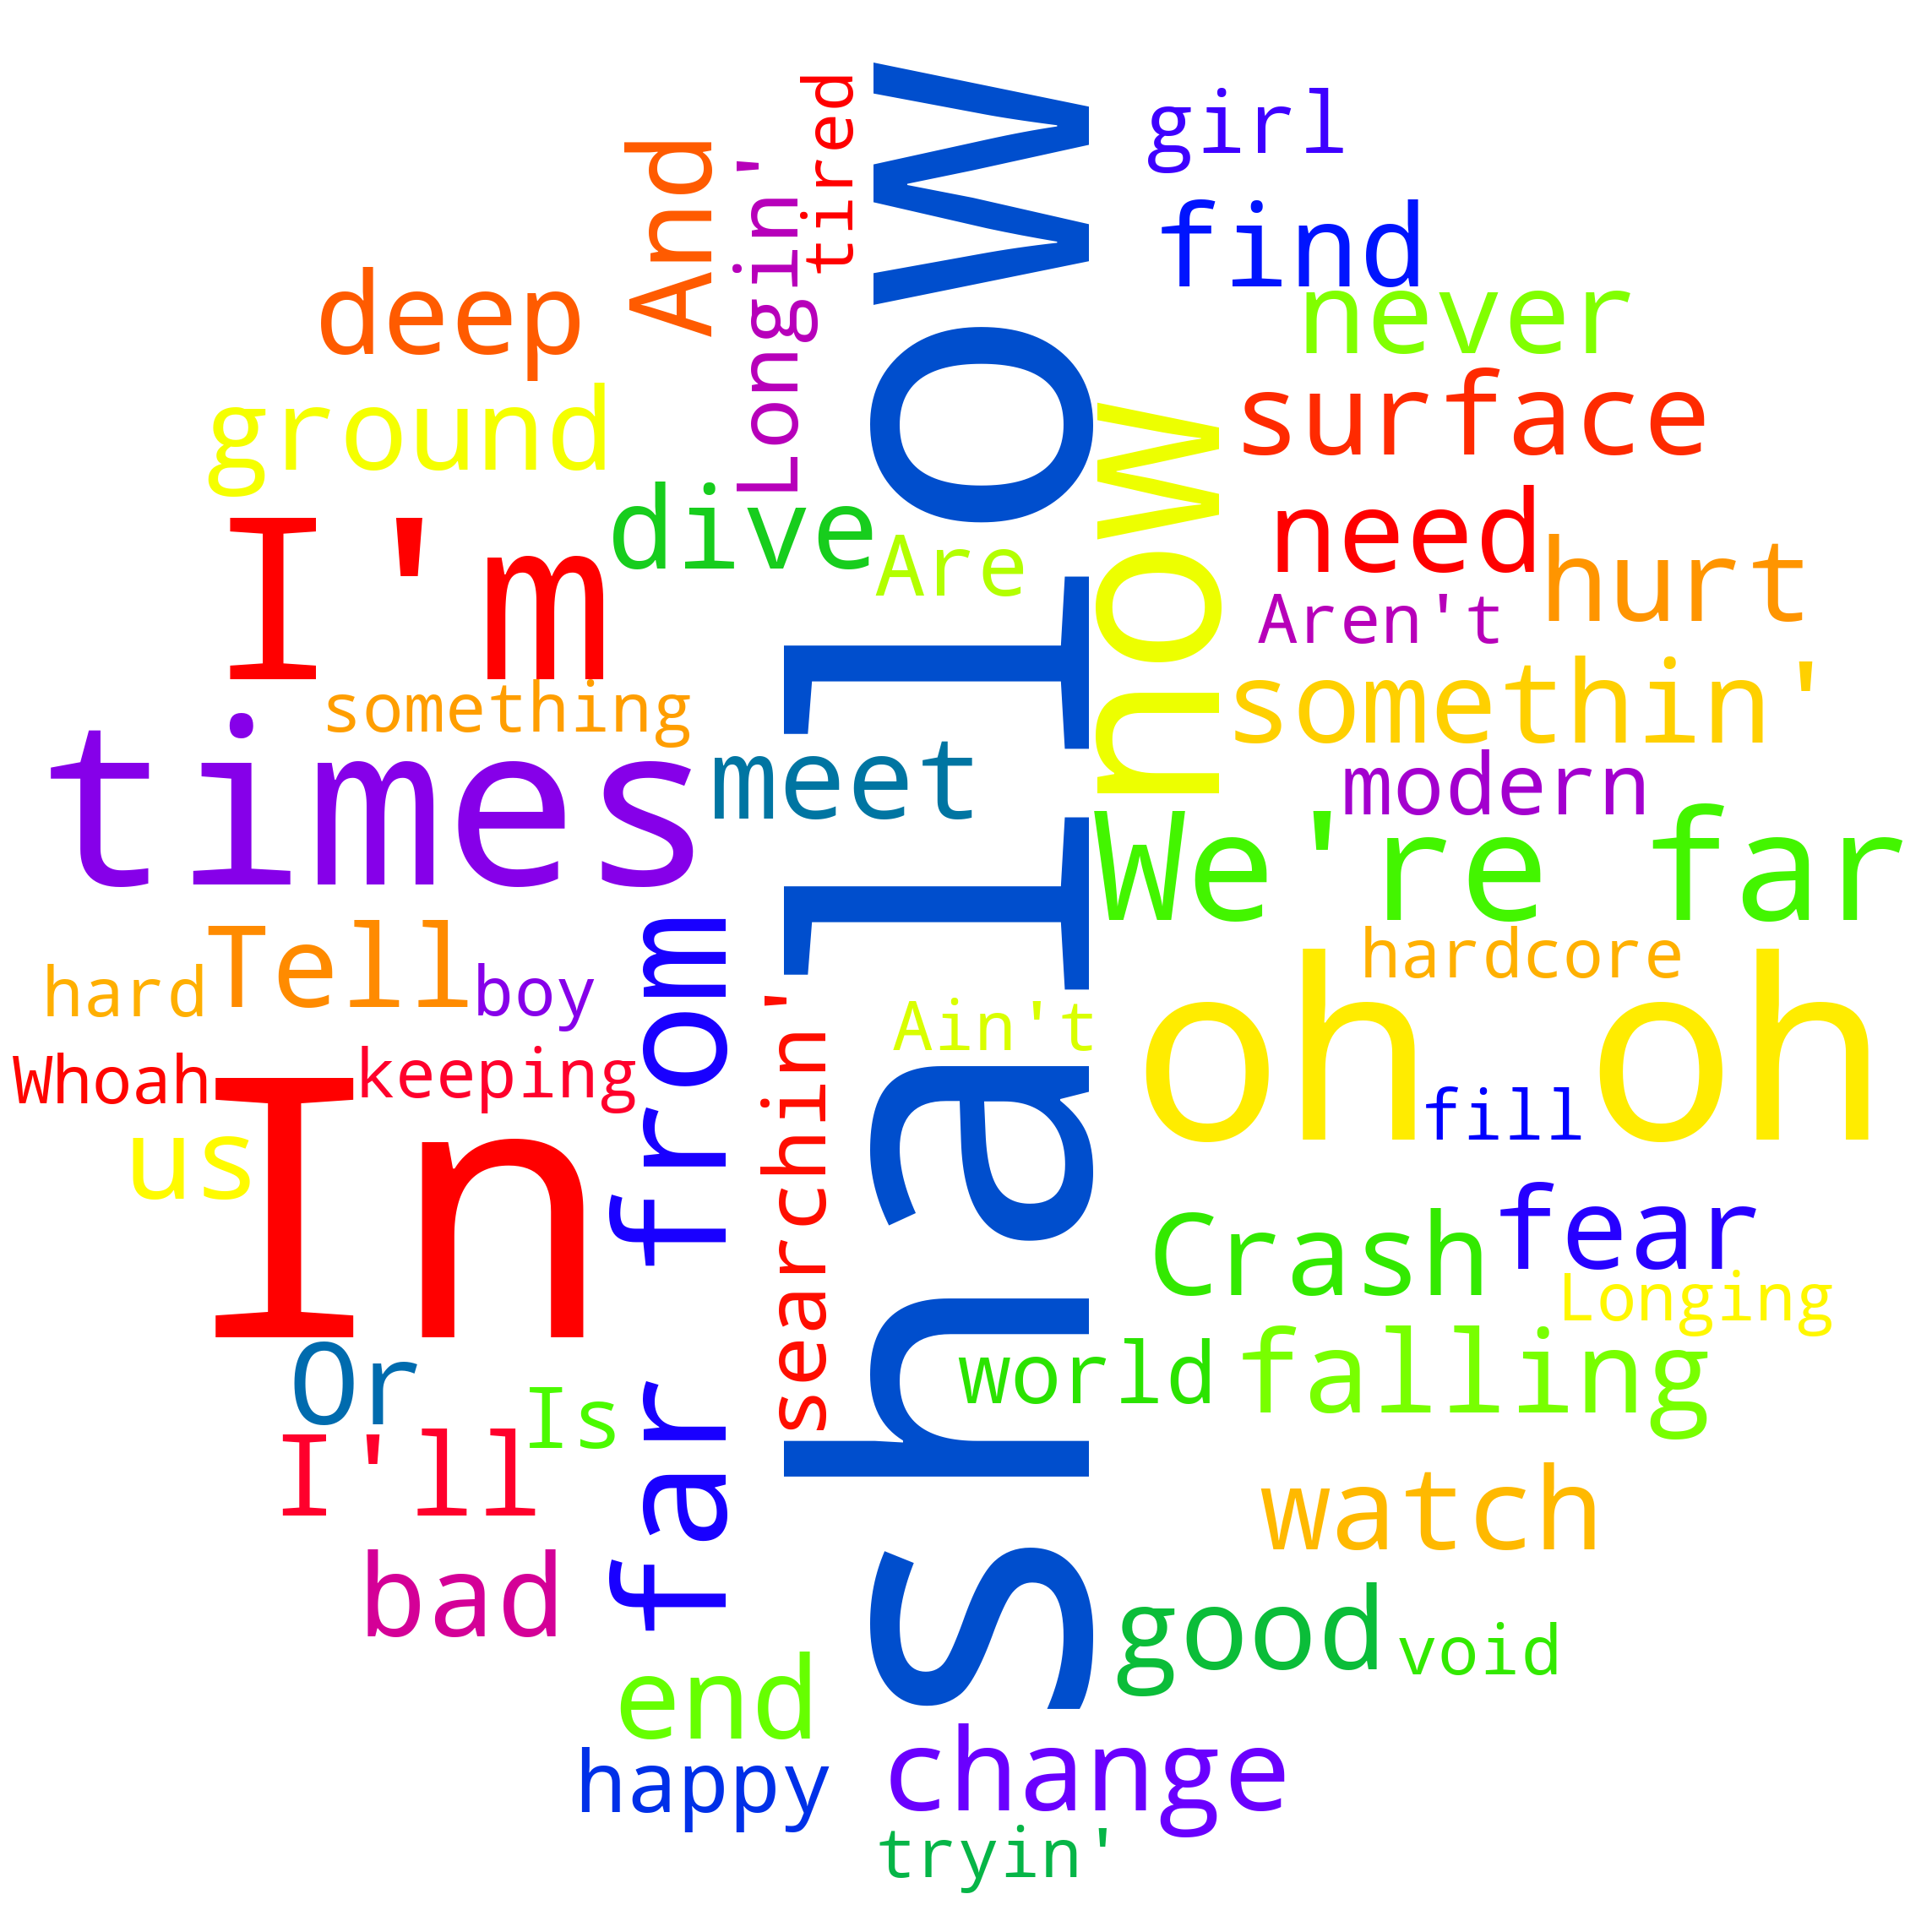 girl
tired
And
Longin'
find
deep
never
surface
ground
dive
need
Are
hurt
I'm
Aren't
now
something
somethin'
times
meet
modern
We're far
shallow
Tell
hard
boy
hardcore
oh oh
Ain't
Whoah
keeping
fill
us
In
far from
searchin'
Crash
fear
Longing
Or
world
falling
Is
I'll
watch
bad
good
void
end
change
happy
tryin'